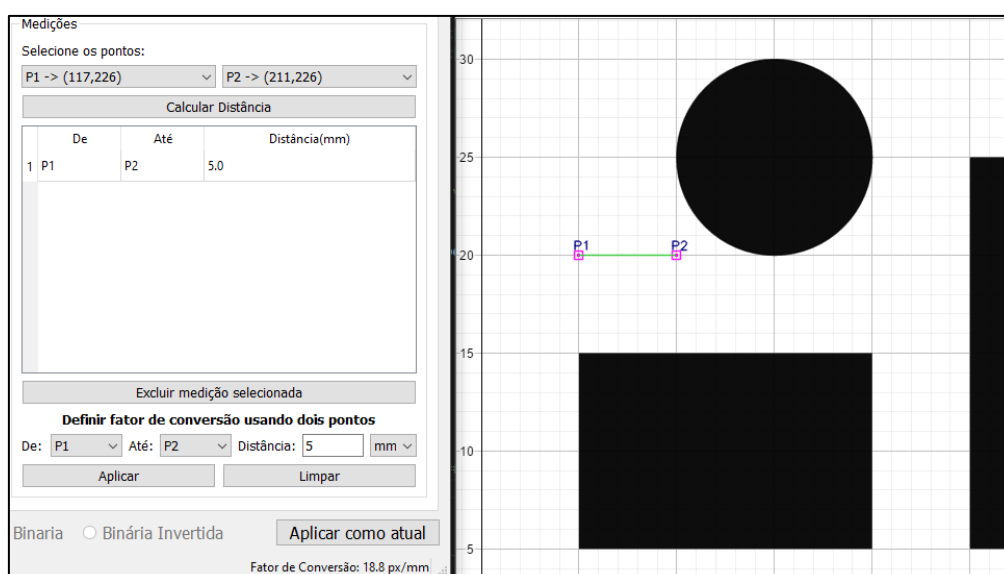 Medições
Selecione os pontos:
P1 -> (117,226) P2 -> (211,226)
Calcular Distância
De Até Distância(mm)
1 P1 P2 5.0
Excluir medição selecionada
Definir fator de conversão usando dois pontos
De: P1 Até: P2 Distância: 5 mm
Aplicar Limpar
Binaria Binária Invertida Aplicar como atual
Fator de Conversão: 18.8 px/mm
30
25
P1 P2
20
15
10
5